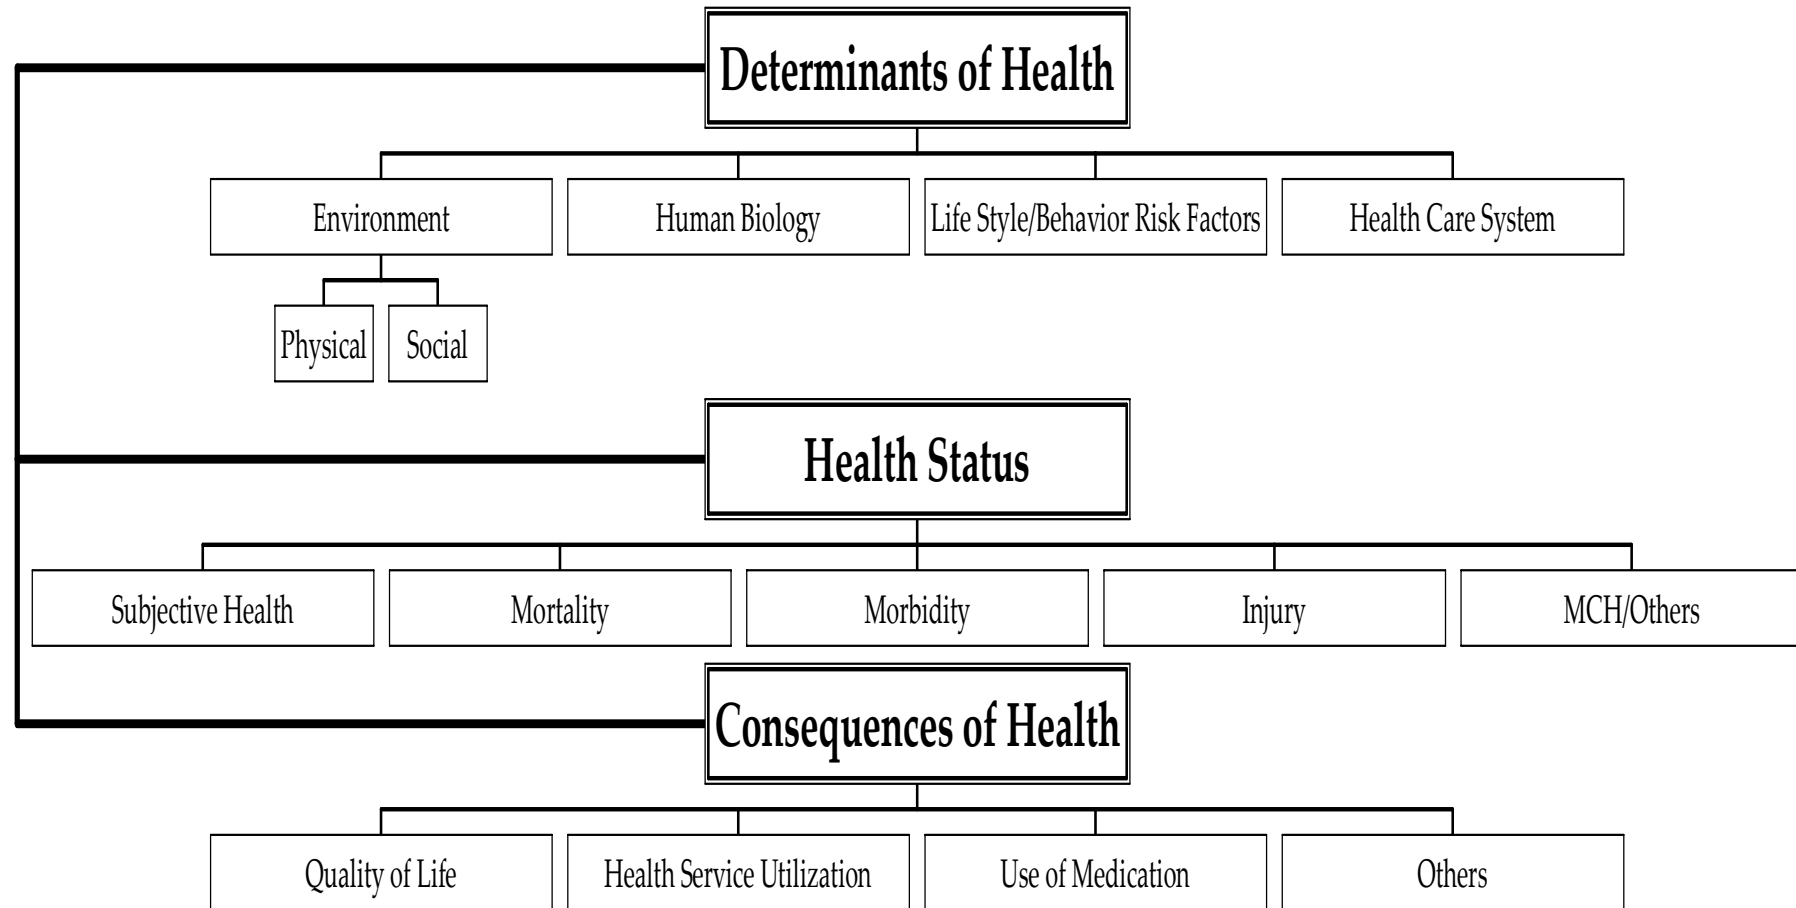 Determinants of Health
Environment
Human Biology
Life Style/Behavior Risk Factors
Health Care System
Physical
Social
Health Status
Subjective Health
Mortality
Morbidity
Injury
MCH/Others
Consequences of Health
Quality of Life
Health Service Utilization
Use of Medication
Others